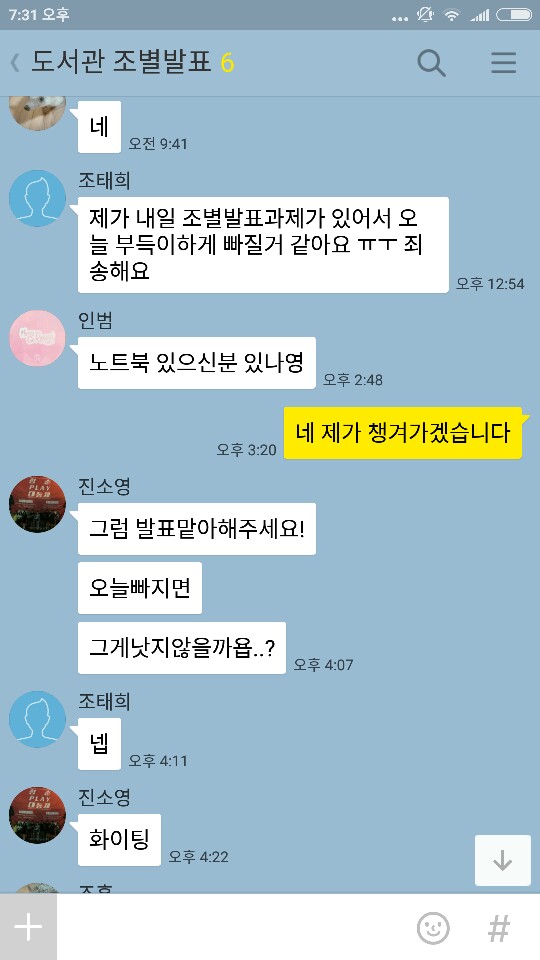 7:31 오후
도서관 조별발표 6
네
오전 9:41
조태희
제가 내일 조별발표과제가 있어서 오
늘 부득이하게 빠질거 같아요 ㅠㅜ 죄
송해요
오후 12:54
인범
노트북 있으신분 있나영
오후 2:48
네 제가 챙겨가겠습니다
오후 3:20
진소영
그럼 발표맡아해주세요!
오늘빠지면
그게낫지않을까욥..?
오후 4:07
조태희
넵
오후 4:11
진소영
화이팅
오후 4:22